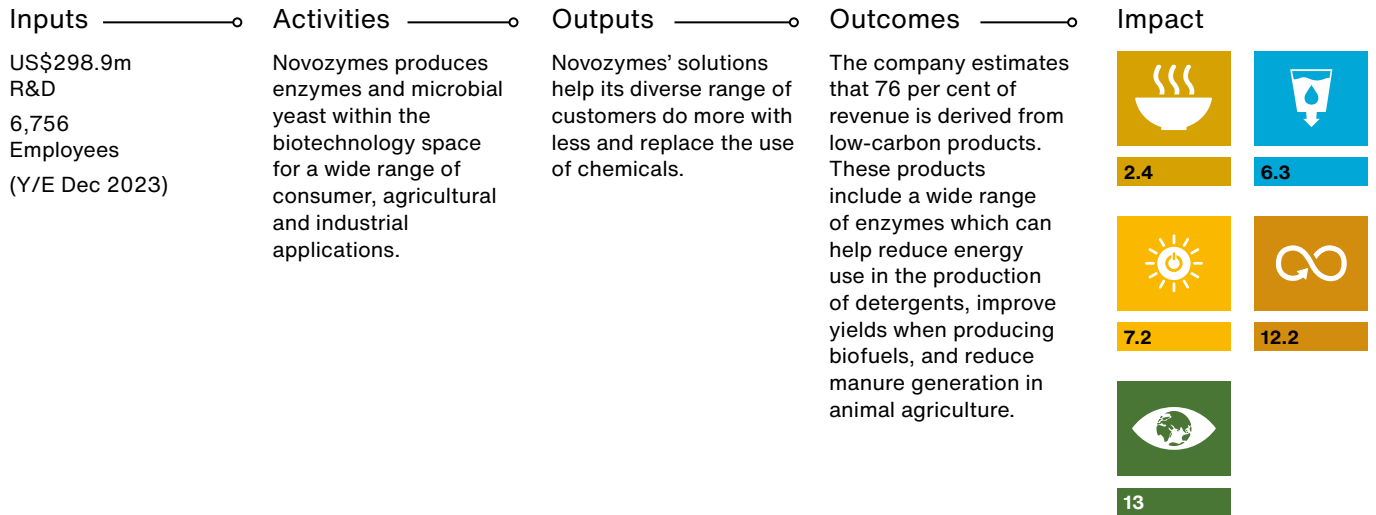 Inputs
US$298.9m
R&D
6,756
Employees
(Y/E Dec 2023)
Activities
Novozymes produces
enzymes and microbial
yeast within the
biotechnology space
for a wide range of
consumer, agricultural
and industrial
applications.
Outputs
Novozymes’ solutions
help its diverse range of
customers do more with
less and replace the use
of chemicals.
Outcomes
The company estimates
that 76 per cent of
revenue is derived from
low-carbon products.
These products
include a wide range
of enzymes which can
help reduce energy
use in the production
of detergents, improve
yields when producing
biofuels, and reduce
manure generation in
animal agriculture.
Impact
2.4
6.3
7.2
12.2
13